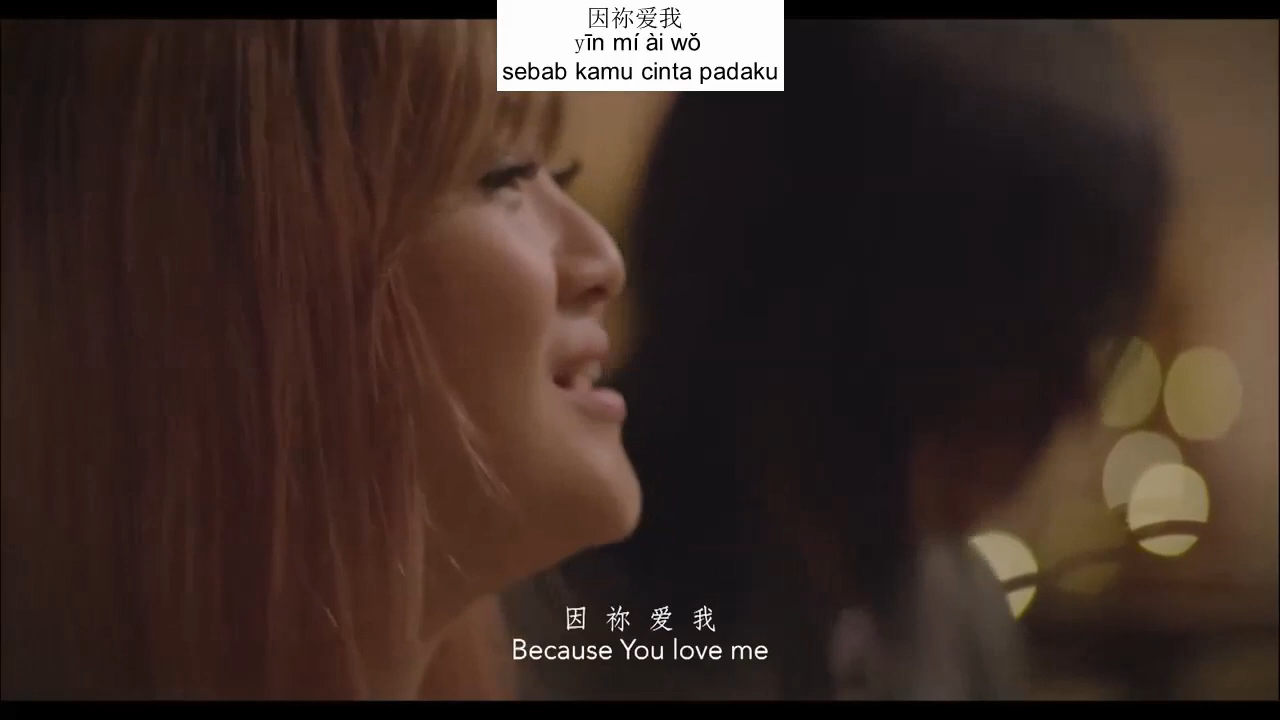 因祢爱我
yīn mí ài wǒ
sebab kamu cinta padaku
因 祢 爱 我
Because You love me